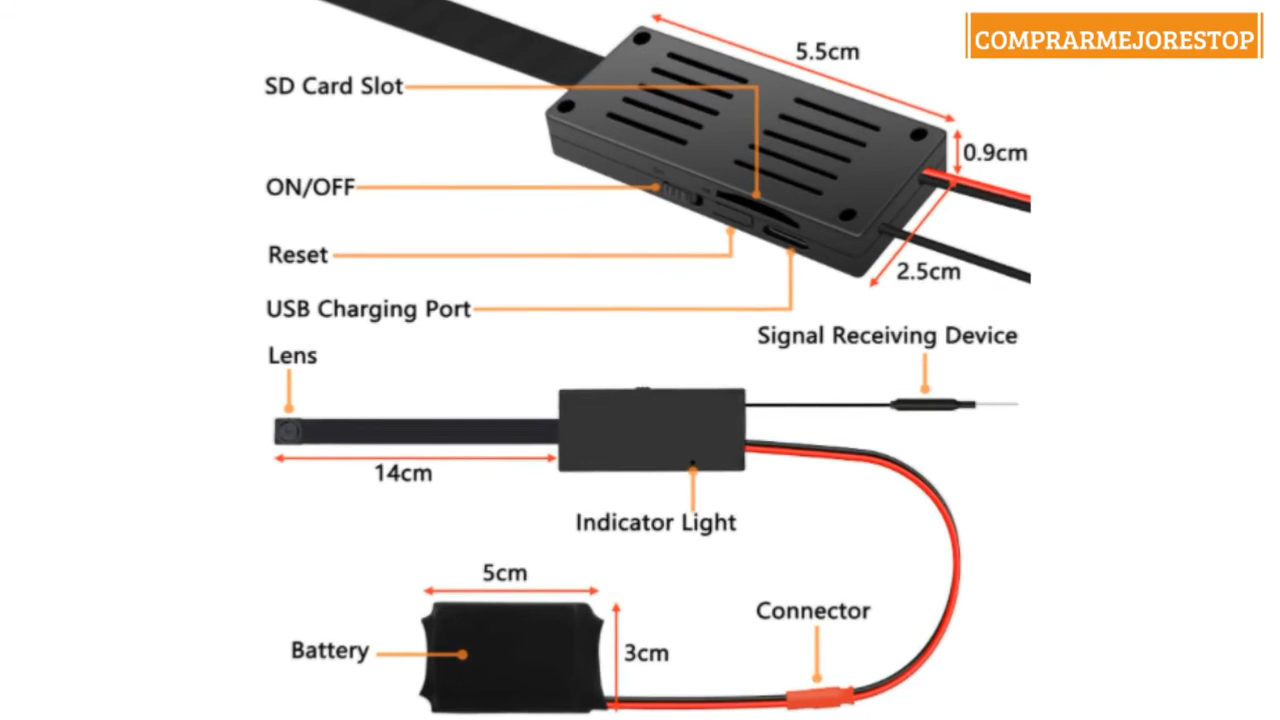 COMPRARMEJORESTOP
5.5cm
SD Card Slot
0.9cm
ON/OFF
Reset
2.5cm
USB Charging Port
Signal Receiving Device
Lens
14cm
Indicator Light
5cm
Connector
Battery
3cm